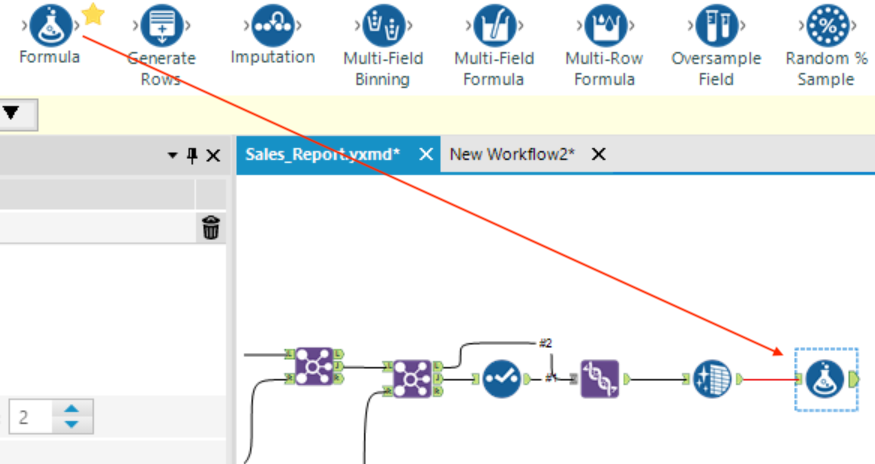 Formula
Generate
Rows
Imputation
Multi-Field
Binning
Multi-Field
Formula
Multi-Row
Formula
Oversample
Field
Random %
Sample
Sales_Report.yxmd*
New Workflow2*
#2
#1
2